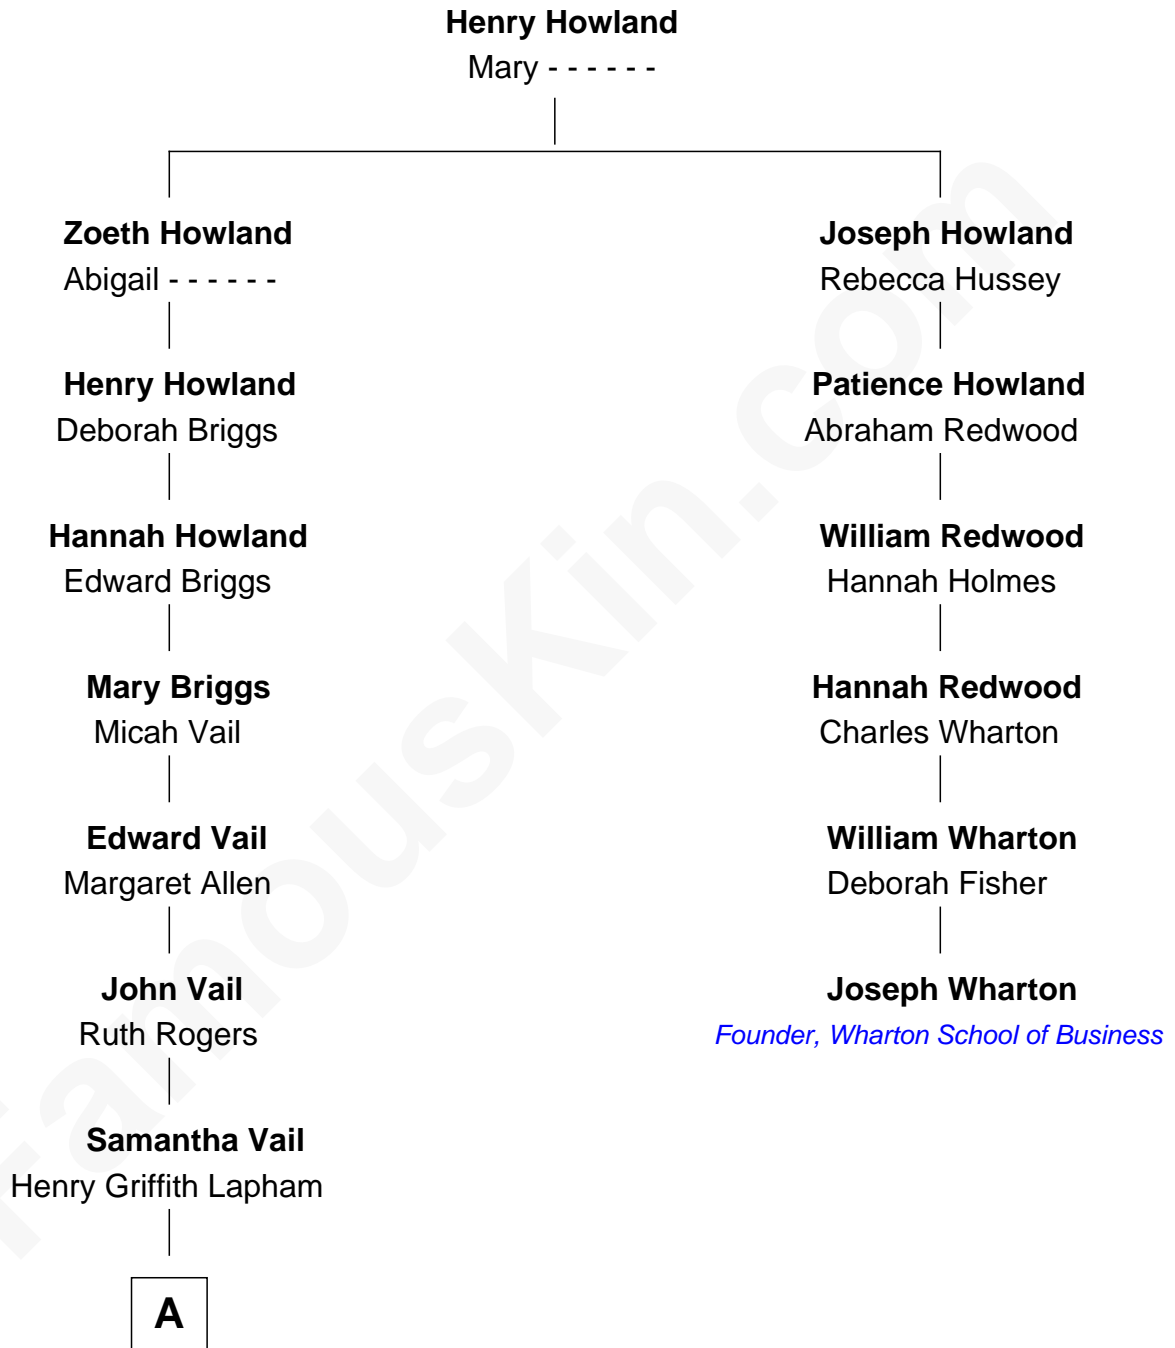 Henry Howland
Mary - - - - - -
Zoeth Howland
Abigail - - - - - -
Joseph Howland
Rebecca Hussey
Henry Howland
Deborah Briggs
Patience Howland
Abraham Redwood
Hannah Howland
Edward Briggs
William Redwood
Hannah Holmes
Mary Briggs
Micah Vail
Hannah Redwood
Charles Wharton
Edward Vail
Margaret Allen
William Wharton
Deborah Fisher
John Vail
Ruth Rogers
Joseph Wharton
Founder, Wharton School of Business
Samantha Vail
Henry Griffith Lapham
A
FamousKin.com